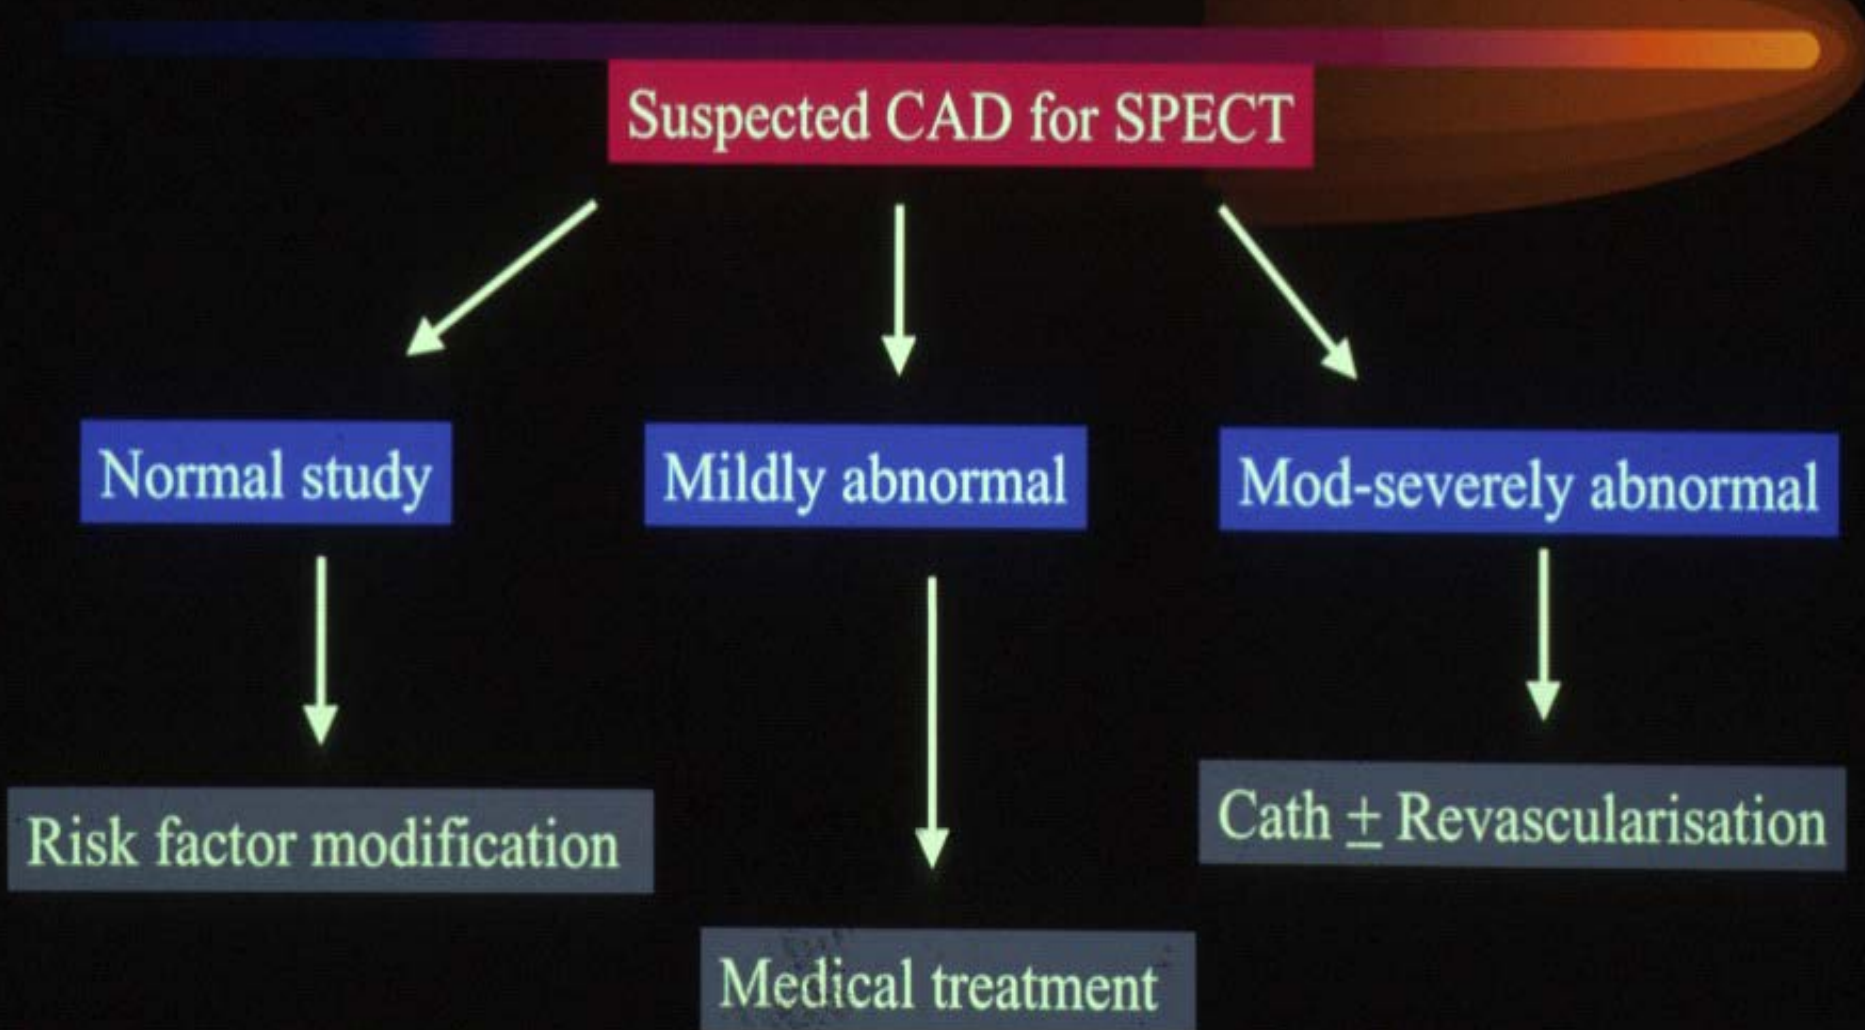 Suspected CAD for SPECT
Normal study
Mildly abnormal
Mod-severely abnormal
Risk factor modification
Cath ± Revascularisation
Medical treatment